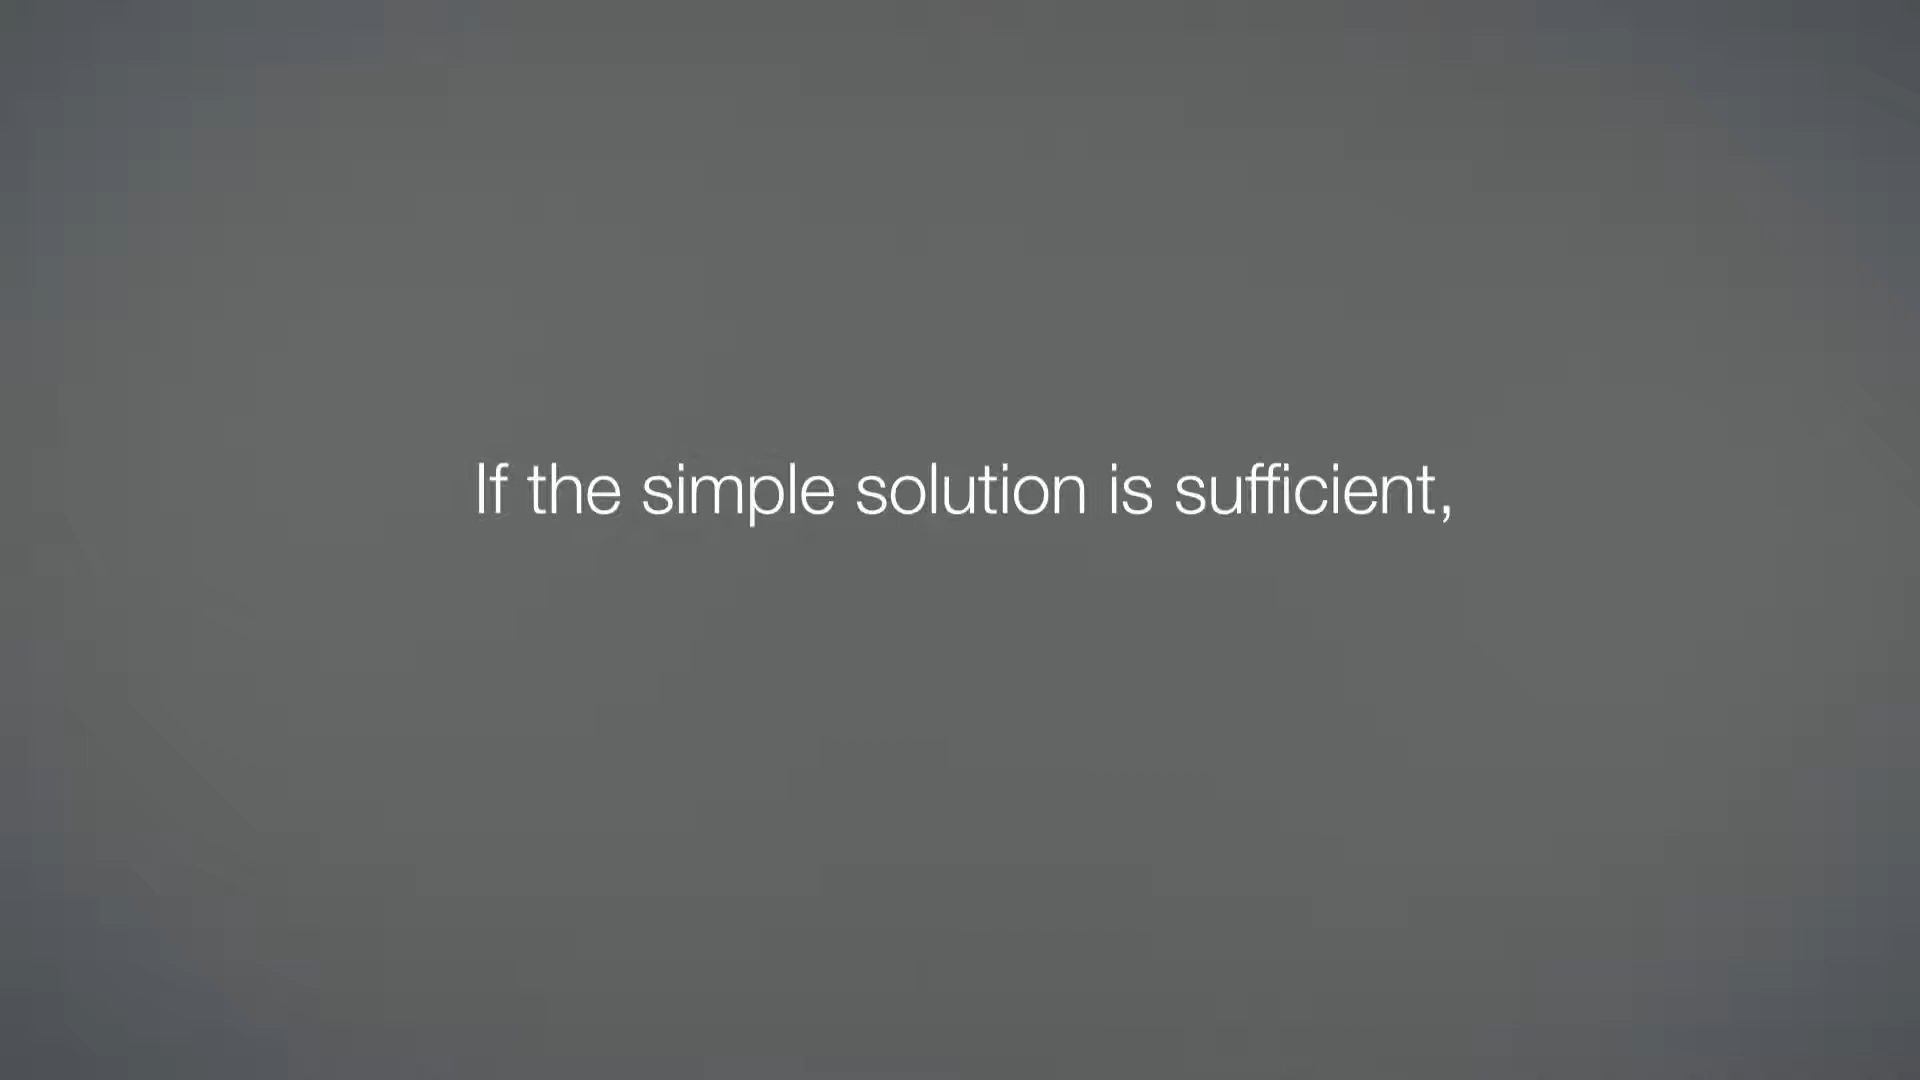 If the simple solution is sufficient,